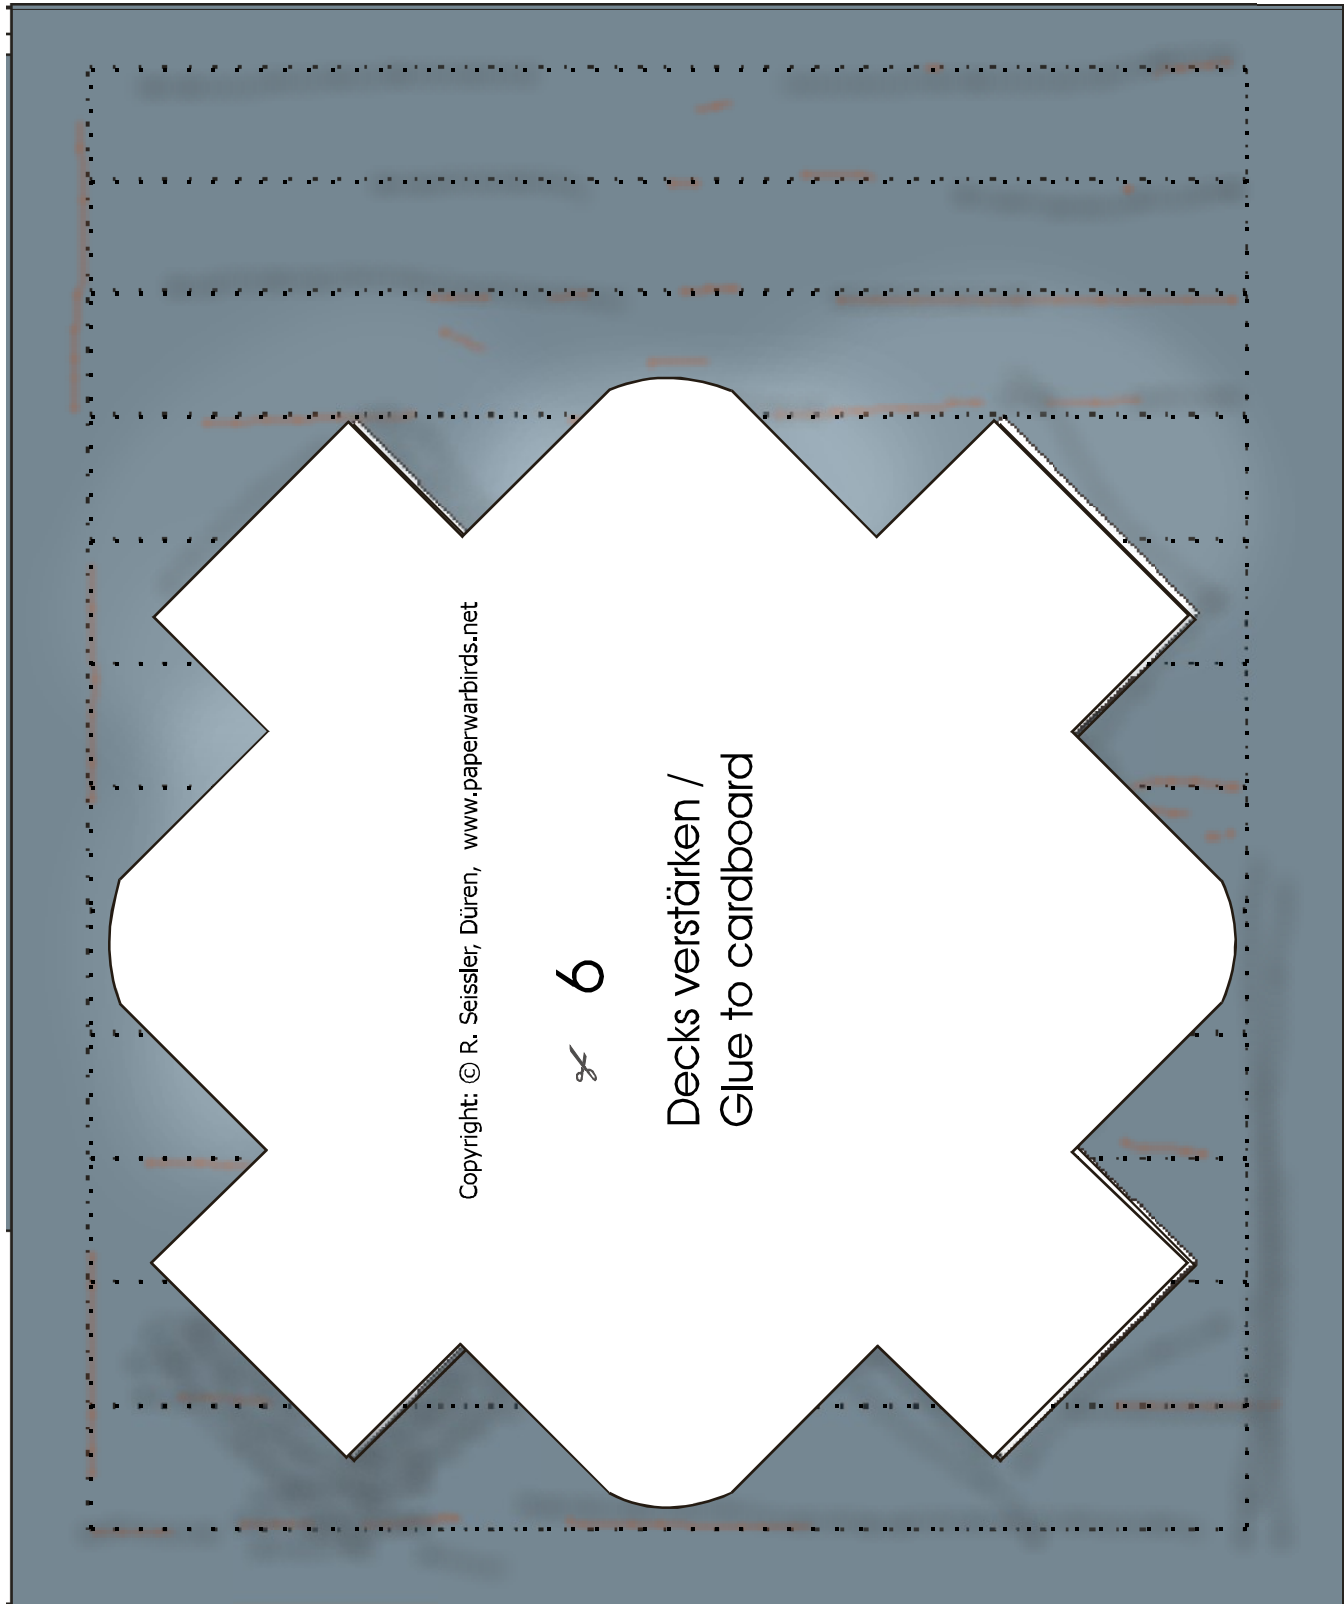 Copyright: © R. Seissler, Düren, www.paperwarbirds.net
6
Decks verstärken /
Glue to cardboard